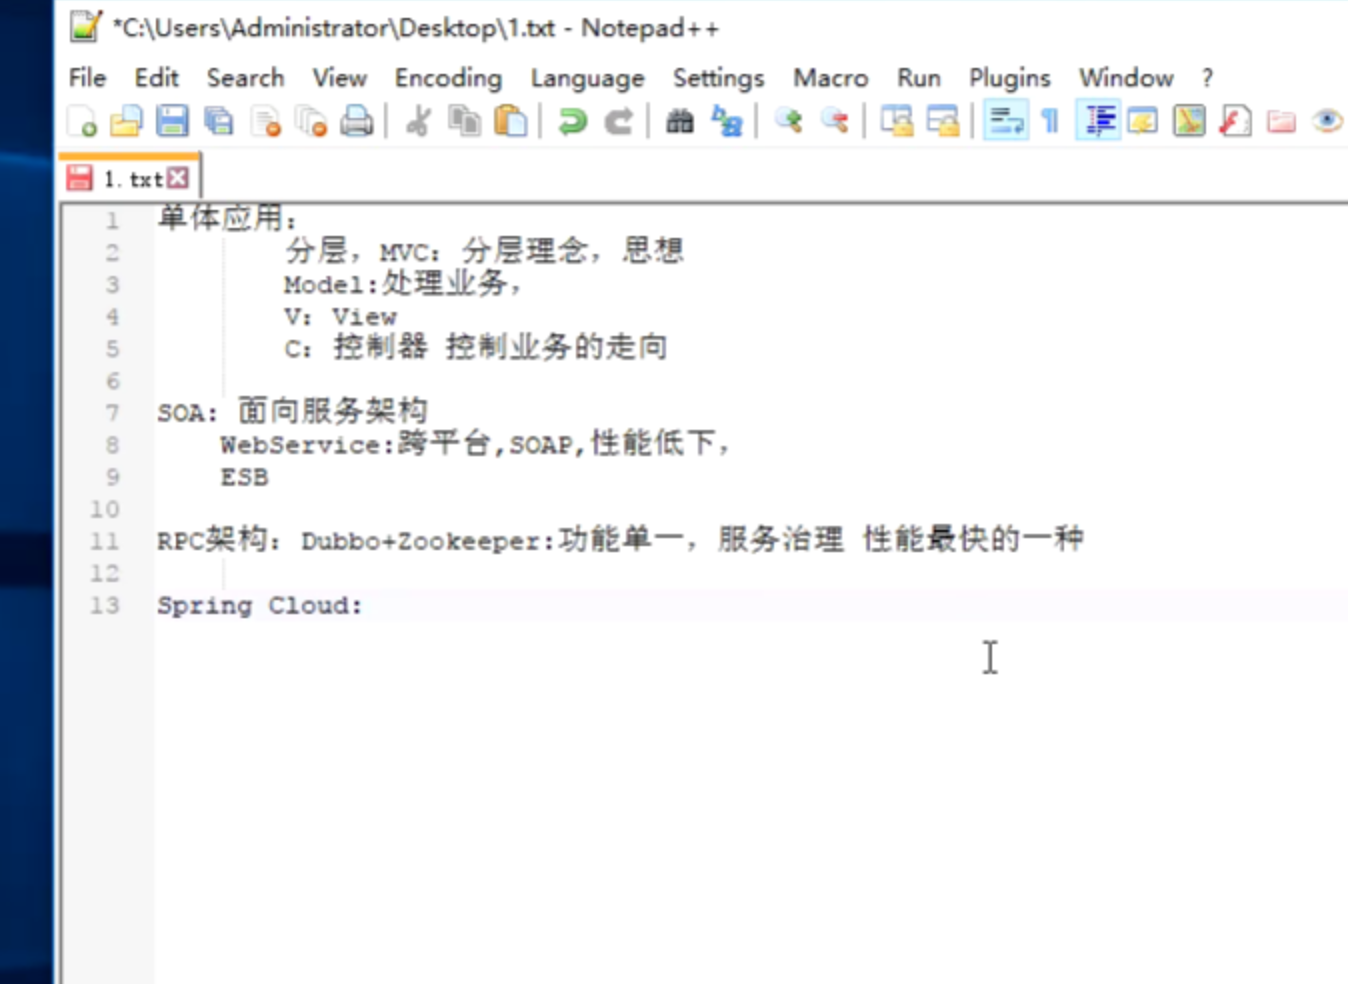 *C:\Users\Administrator\Desktop\1.txt - Notepad++
File Edit Search View Encoding Language Settings Macro Run Plugins Window ?
1.txt
1 单体应用：
2 分层，MVC：分层理念，思想
3 Model:处理业务，
4 V：View
5 C：控制器 控制业务的走向
6
7 SOA：面向服务架构
8 WebService:跨平台,SOAP,性能低下，
9 ESB
10
11 RPC架构：Dubbo+Zookeeper:功能单一，服务治理 性能最快的一种
12
13 Spring Cloud: